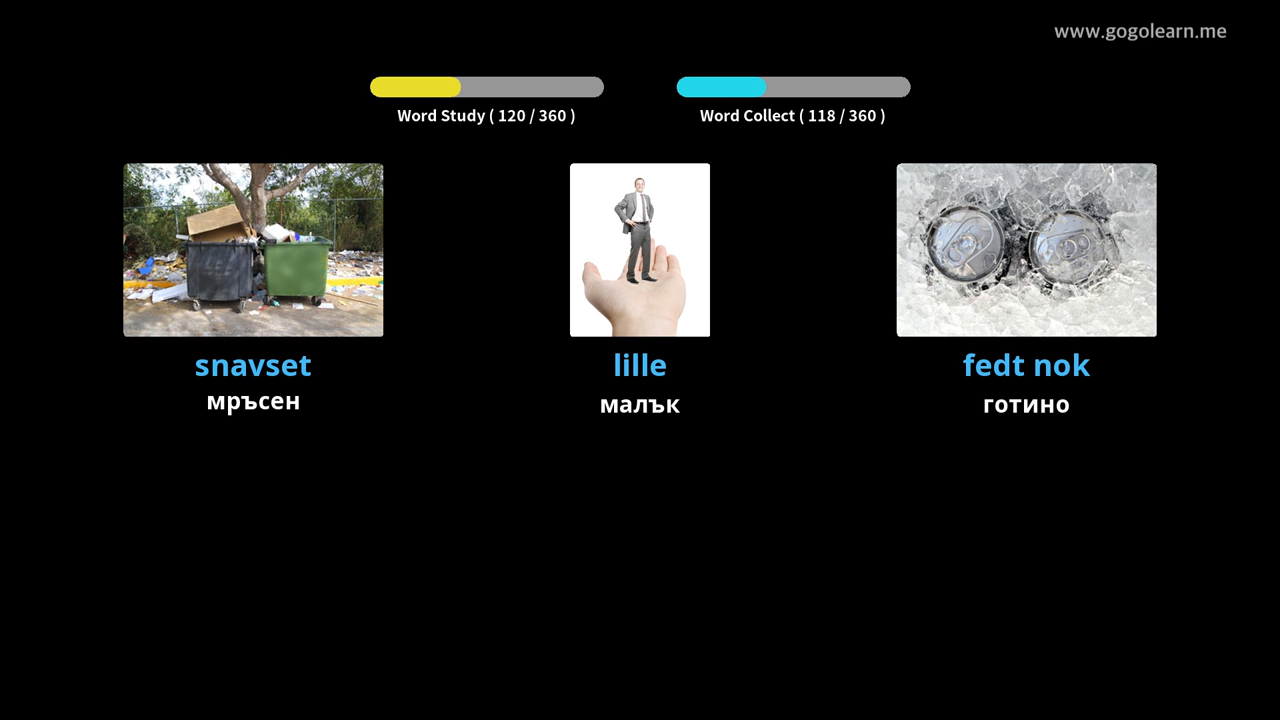 www.gogolearn.me
Word Study ( 120 / 360 )
Word Collect ( 118 / 360 )
snavset
lille
fedt nok
мръсен
малък
готино